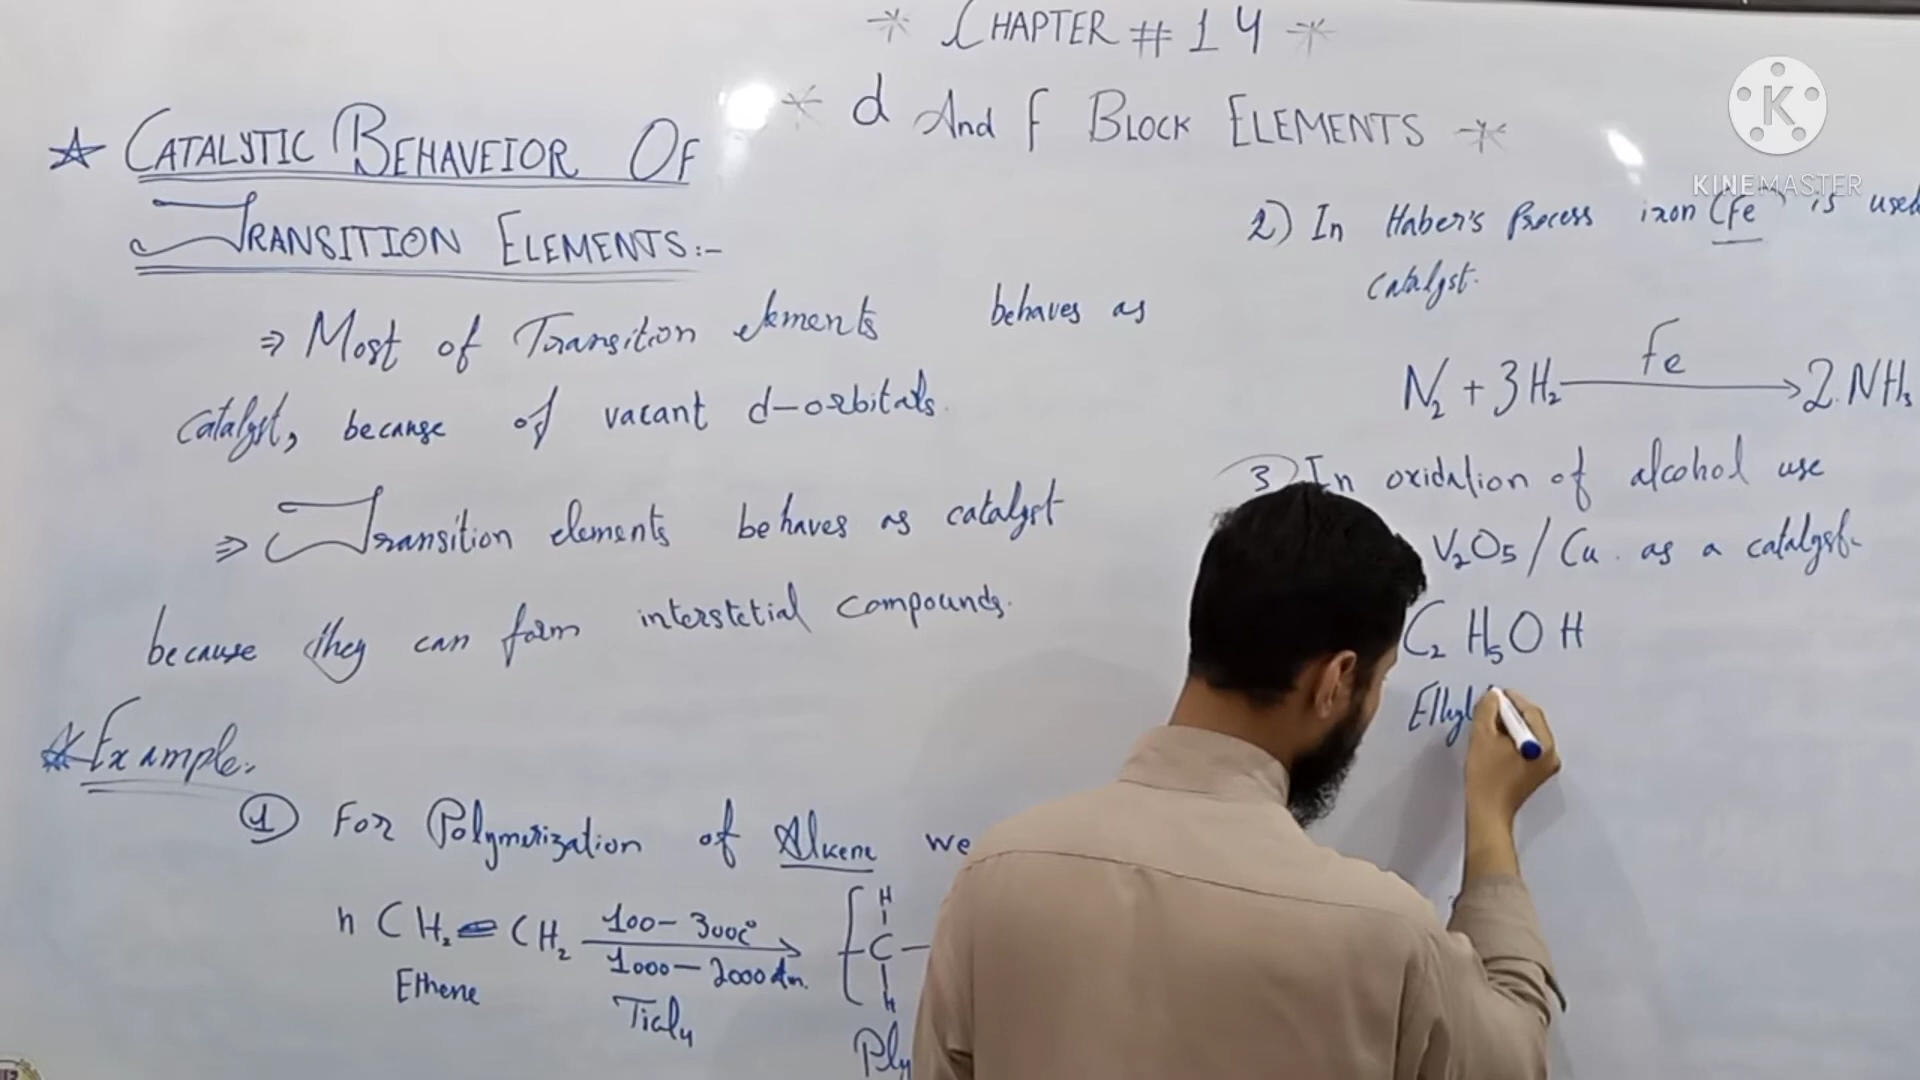 * CHAPTER # 14 *
* d And f BLOCK ELEMENTS *
KINEMASTER
☆ CATALYTIC BEHAVEIOR OF
TRANSITION ELEMENTS:-
⇒ Most of Transition elements behaves as
catalyst, because of vacant d-orbitals.
⇒ Transition elements behaves as catalyst
because they can form interstetial compounds.
* Example:
① For Polymerization of Alkene we
n CH₂=CH₂ 100-300c° →
1000-2000 atm.
Ethene
Ticl₄
H
C
H
Ply
2) In Haber's Process iron (Fe) is used
catalyst.
N₂ + 3H₂ Fe → 2NH₃
3) In oxidation of alcohol use
V₂O₅ / Cu as a catalyst.
C₂H₅OH
Ethyl